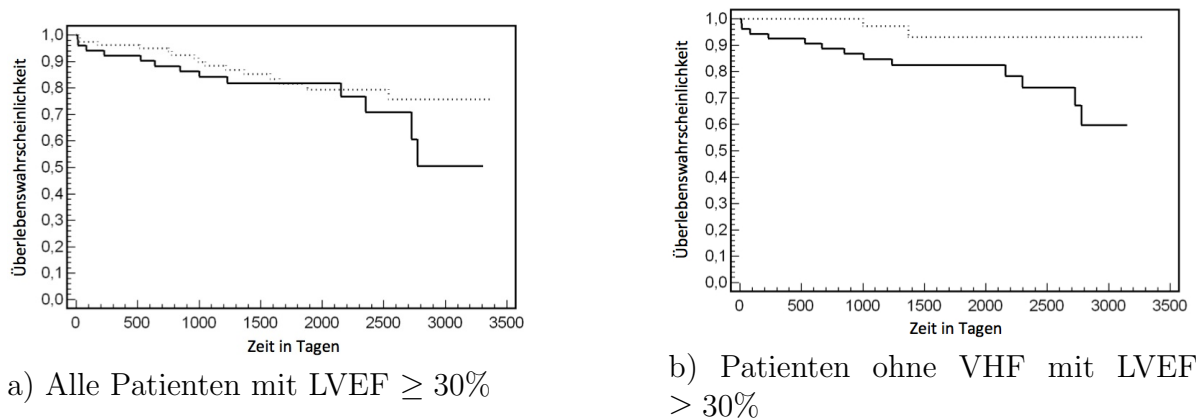 1,0
0,9
0,8
0,7
0,6
0,5
0,4
0,3
0,2
0,1
0,0
Überlebenswahrscheinlichkeit
0 500 1000 1500 2000 2500 3000 3500
Zeit in Tagen
a) Alle Patienten mit LVEF ≥ 30%
1,0
0,9
0,8
0,7
0,6
0,5
0,4
0,3
0,2
0,1
0,0
Überlebenswahrscheinlichkeit
0 500 1000 1500 2000 2500 3000 3500
Zeit in Tagen
b) Patienten ohne VHF mit LVEF
> 30%